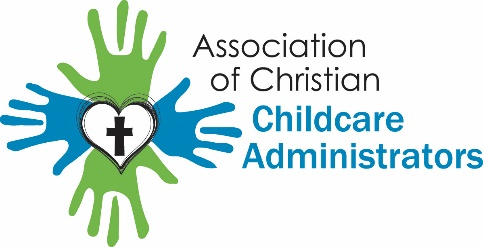 Association
of Christian
Childcare
Administrators